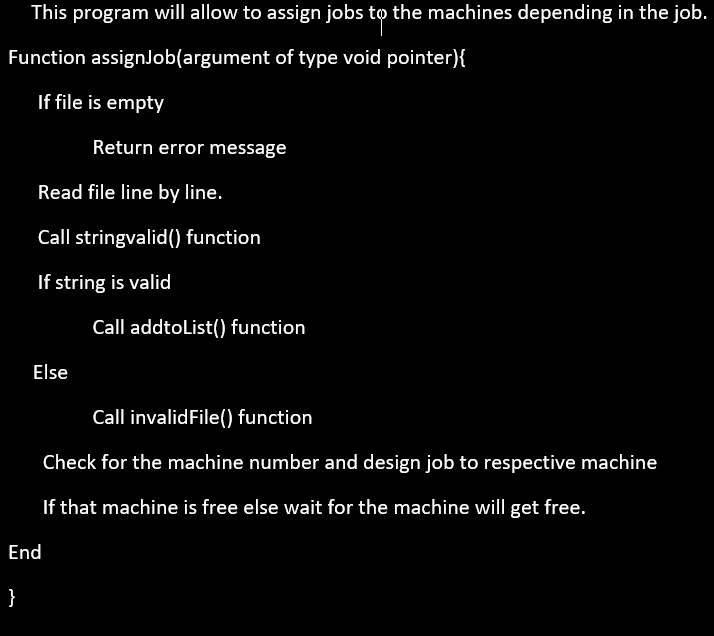 This program will allow to assign jobs to the machines depending in the job.
Function assignJob(argument of type void pointer){
If file is empty
Return error message
Read file line by line.
Call stringvalid() function
If string is valid
Call addtoList() function
Else
Call invalidFile() function
Check for the machine number and design job to respective machine
If that machine is free else wait for the machine will get free.
End
}